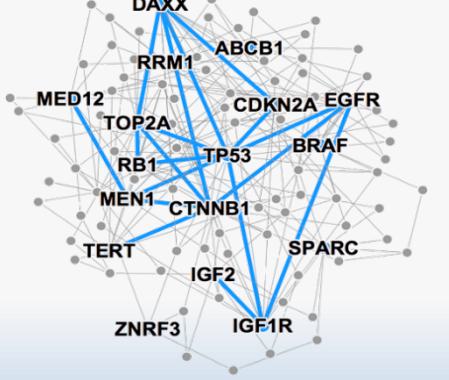 DAXX
ABCB1
RRM1
MED12
CDKN2A
EGFR
TOP2A
BRAF
TP53
RB1
MEN1
CTNNB1
TERT
SPARC
IGF2
ZNRF3
IGF1R